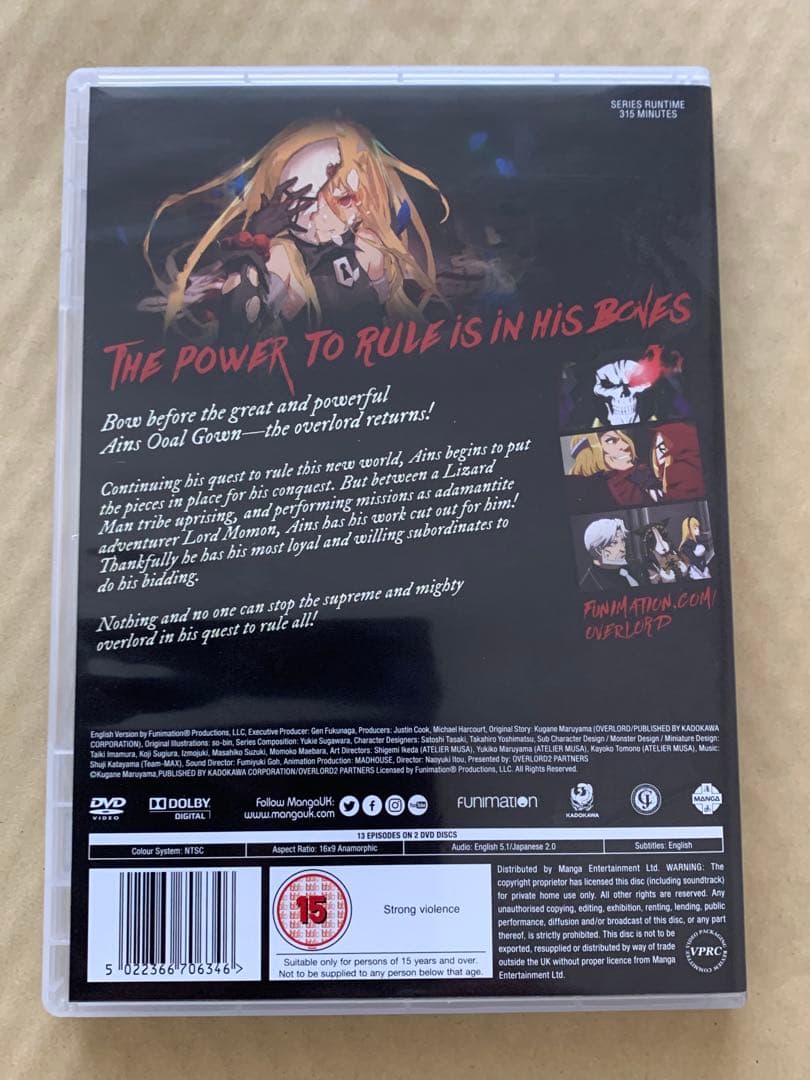 SERIES RUNTIME
315 MINUTES
THE POWER TO RULE IS IN HIS BONES
Bow before the great and powerful
Ains Ooal Gown—the overlord returns!
Continuing his quest to rule this new world, Ains begins to put
the pieces in place for his conquest. But between a Lizard
Man tribe uprising, and performing missions as adamantite
adventurer Lord Momon, Ains has his work cut out for him!
Thankfully he has his most loyal and willing subordinates to
do his bidding.
Nothing and no one can stop the supreme and mighty
overlord in his quest to rule all!
FUNIMATION.COM/
OVERLORD
English Version by Funimation® Productions, LLC, Executive Producer: Gen Fukunaga, Producers: Justin Cook, Michael Harcourt, Original Story: Kugane Maruyama (OVERLORD/PUBLISHED BY KADOKAWA
CORPORATION), Original Illustrations: so-bin, Series Composition: Yukie Sugawara, Character Designers: Satoshi Tasaki, Takahiro Yoshimatsu, Sub Character Design / Monster Design / Miniature Design:
Taiki Imamura, Koji Sugiura, Izmojuki, Masahiko Suzuki, Momoko Maebara, Art Directors: Shigemi Ikeda (ATELIER MUSA), Yukiko Maruyama (ATELIER MUSA), Kayoko Tomono (ATELIER MUSA), Music:
Shuji Katayama (Team-MAX), Sound Director: Fumiyuki Goh, Animation Production: MADHOUSE, Director: Naoyuki Itou, Presented by: OVERLORD2 PARTNERS
©Kugane Maruyama,PUBLISHED BY KADOKAWA CORPORATION/OVERLORD2 PARTNERS Licensed by Funimation® Productions, LLC. All Rights Reserved.
DVD
VIDEO
DOLBY
DIGITAL
Follow MangaUK:
www.mangauk.com
You Tube
FUNIMATION
KADOKAWA
MANGA
13 EPISODES ON 2 DVD DISCS
Colour System: NTSC
Aspect Ratio: 16x9 Anamorphic
Audio: English 5.1/Japanese 2.0
Subtitles: English
5 022366 706346 >
15
Strong violence
Suitable only for persons of 15 years and over.
Not to be supplied to any person below that age.
Distributed by Manga Entertainment Ltd. WARNING: The
copyright proprietor has licensed this disc (including soundtrack)
for private home use only. All other rights are reserved. Any
unauthorised copying, editing, exhibition, renting, lending, public
performance, diffusion and/or broadcast of this disc, or any part
thereof, is strictly prohibited. This disc is not to be
exported, resupplied or distributed by way of trade
outside the UK without proper licence from Manga
Entertainment Ltd.
VIDEO PACKAGING
REVIEW COMMITTEE
VPRC